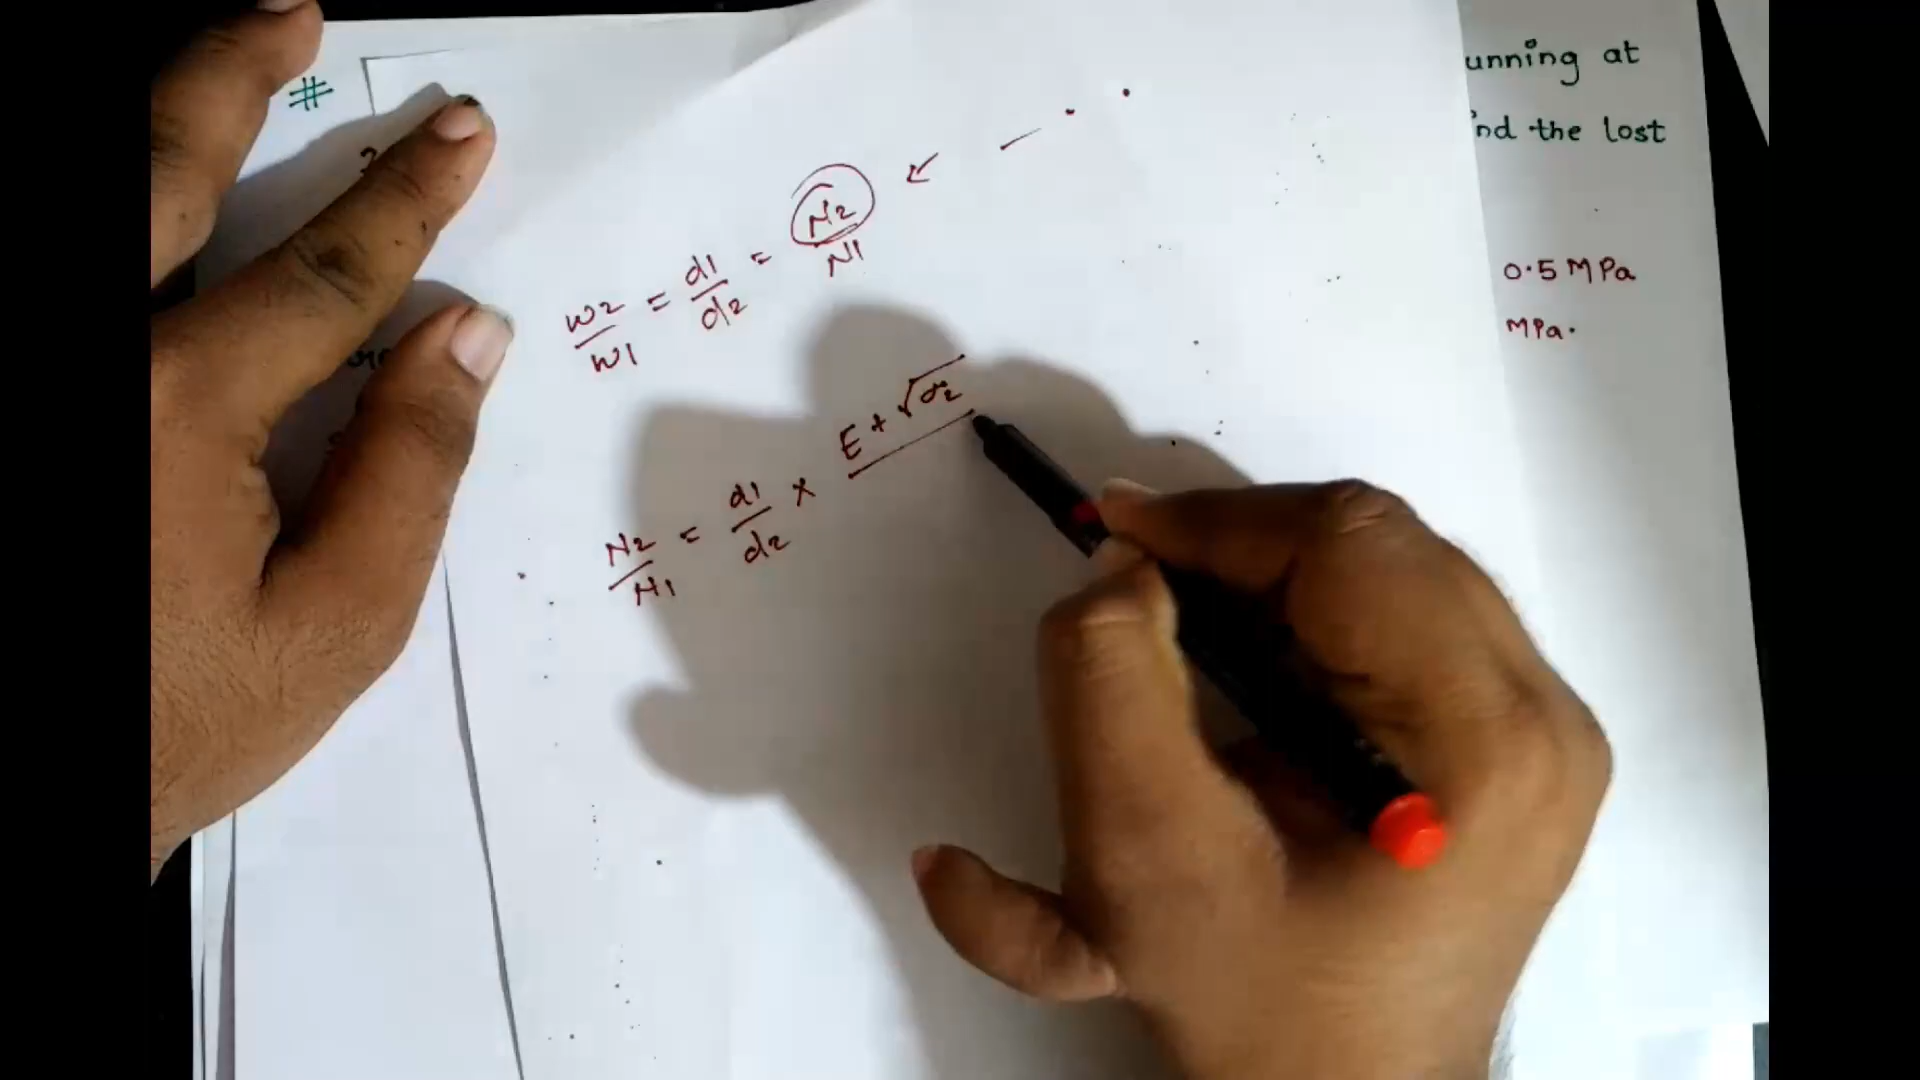 #
unning at
nd the lost
0.5 MPa
MPa.
w2/w1 = d1/d2 = N2/N1
N2/N1 = d1/d2 × E + √σ2